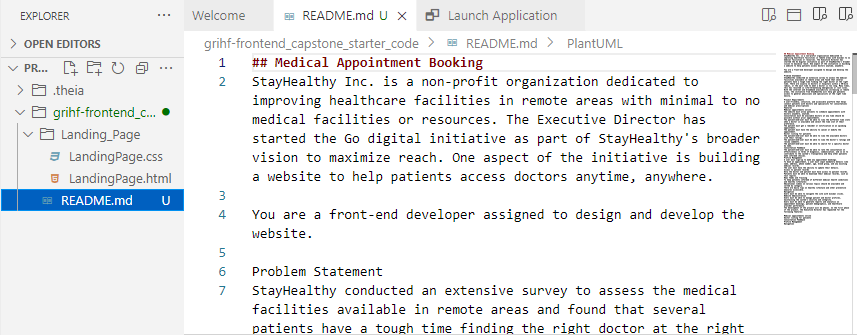 EXPLORER
Welcome
README.md U
Launch Application
OPEN EDITORS
grihf-frontend_capstone_starter_code > README.md > PlantUML
PR...
.theia
grihf-frontend_c...
Landing_Page
LandingPage.css
LandingPage.html
README.md U
1 ## Medical Appointment Booking
2 StayHealthy Inc. is a non-profit organization dedicated to
improving healthcare facilities in remote areas with minimal to no
medical facilities or resources. The Executive Director has
started the Go digital initiative as part of StayHealthy's broader
vision to maximize reach. One aspect of the initiative is building
a website to help patients access doctors anytime, anywhere.
3
4 You are a front-end developer assigned to design and develop the
website.
5
6 Problem Statement
7 StayHealthy conducted an extensive survey to assess the medical
facilities available in remote areas and found that several
patients have a tough time finding the right doctor at the right